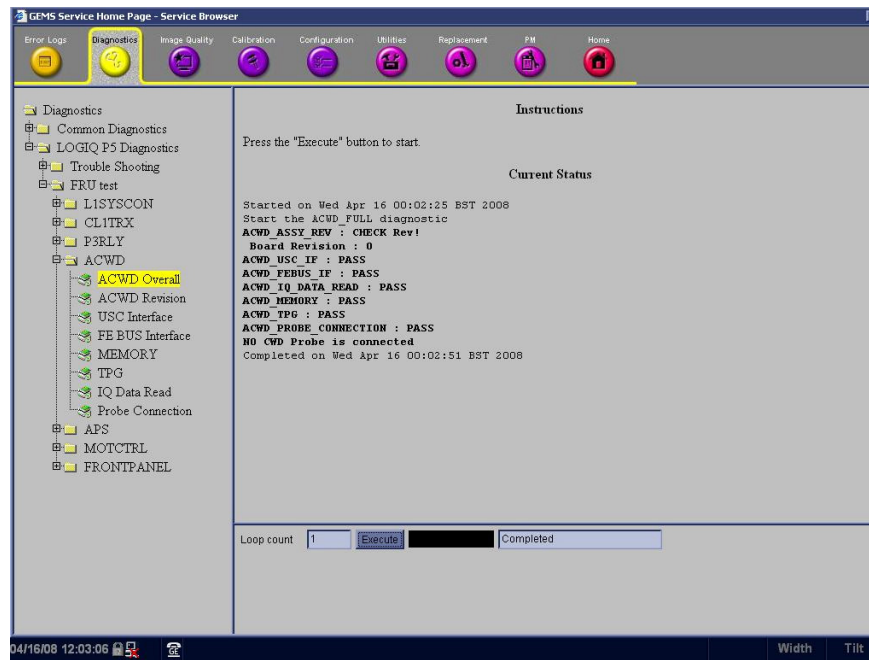 GEMS Service Home Page - Service Browser
Error Logs Diagnostics Image Quality Calibration Configuration Utilities Replacement PM Home
Diagnostics
Common Diagnostics
LOGIQ P5 Diagnostics
Trouble Shooting
FRU test
L1SYSCON
CL1TRX
P3RLY
ACWD
ACWD Overall
ACWD Revision
USC Interface
FE BUS Interface
MEMORY
TPG
IQ Data Read
Probe Connection
APS
MOTCTRL
FRONTPANEL
Instructions
Press the "Execute" button to start.
Current Status
Started on Wed Apr 16 00:02:25 BST 2008
Start the ACWD_FULL diagnostic
ACWD_ASSY_REV : CHECK Rev!
Board Revision : 0
ACWD_USC_IF : PASS
ACWD_FEBUS_IF : PASS
ACWD_IQ_DATA_READ : PASS
ACWD_MEMORY : PASS
ACWD_TPG : PASS
ACWD_PROBE_CONNECTION : PASS
NO CWD Probe is connected
Completed on Wed Apr 16 00:02:51 BST 2008
Loop count 1 Execute Completed
04/16/08 12:03:06 GE Width Tilt